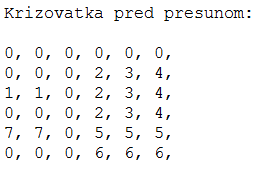 Krizovatka pred presunom:
0, 0, 0, 0, 0, 0,
0, 0, 0, 2, 3, 4,
1, 1, 0, 2, 3, 4,
0, 0, 0, 2, 3, 4,
7, 7, 0, 5, 5, 5,
0, 0, 0, 6, 6, 6,